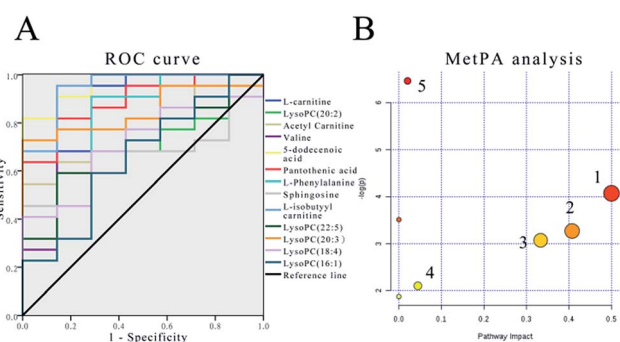 A
B
ROC curve
MetPA analysis
1.0
0.8
0.6
0.4
0.2
0.0
Sensitivity
0.0 0.2 0.4 0.6 0.8 1.0
1 - Specificity
L-carnitine
LysoPC(20:2)
Acetyl Carnitine
Valine
5-dodecenoic
acid
Pantothenic acid
L-Phenylalanine
Sphingosine
L-isobutyyl
carnitine
LysoPC(22:5)
LysoPC(20:3)
LysoPC(18:4)
LysoPC(16:1)
Reference line
-log(p)
6
5
4
3
2
5
1
2
3
4
0.0 0.1 0.2 0.3 0.4 0.5
Pathway Impact